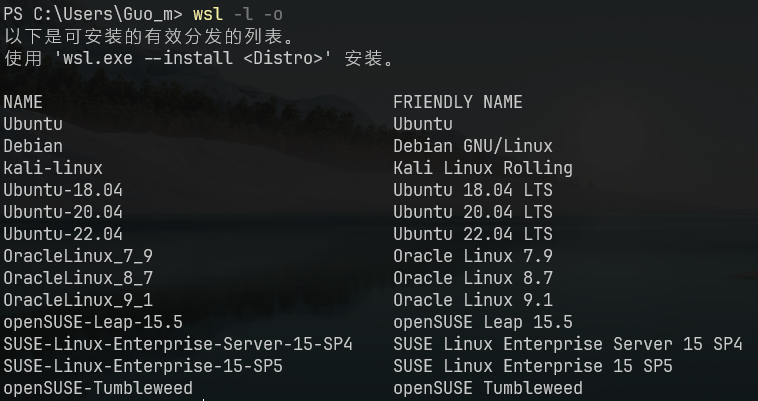 PS C:\Users\Guo_m> wsl -l -o
以下是可安装的有效分发的列表。
使用 'wsl.exe --install <Distro>' 安装。
NAME FRIENDLY NAME
Ubuntu Ubuntu
Debian Debian GNU/Linux
kali-linux Kali Linux Rolling
Ubuntu-18.04 Ubuntu 18.04 LTS
Ubuntu-20.04 Ubuntu 20.04 LTS
Ubuntu-22.04 Ubuntu 22.04 LTS
OracleLinux_7_9 Oracle Linux 7.9
OracleLinux_8_7 Oracle Linux 8.7
OracleLinux_9_1 Oracle Linux 9.1
openSUSE-Leap-15.5 openSUSE Leap 15.5
SUSE-Linux-Enterprise-Server-15-SP4 SUSE Linux Enterprise Server 15 SP4
SUSE-Linux-Enterprise-15-SP5 SUSE Linux Enterprise 15 SP5
openSUSE-Tumbleweed openSUSE Tumbleweed